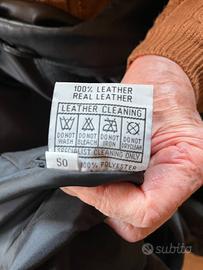 100% LEATHER
REAL LEATHER
LEATHER CLEANING
DO NOT WASH
DO NOT BLEACH
DO NOT IRON
DO NOT DRYCLEAN
SPECIALIST CLEANING ONLY
50
100% POLYESTER
subito